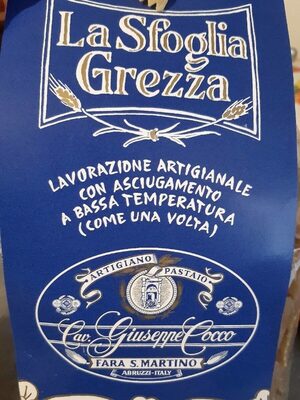 La Sfoglia
Grezza
LAVORAZIONE ARTIGIANALE
CON ASCIUGAMENTO
A BASSA TEMPERATURA
(COME UNA VOLTA)
ARTIGIANO PASTAIO
Cav. Giuseppe Cocco
FARA S. MARTINO
ABRUZZI-ITALY